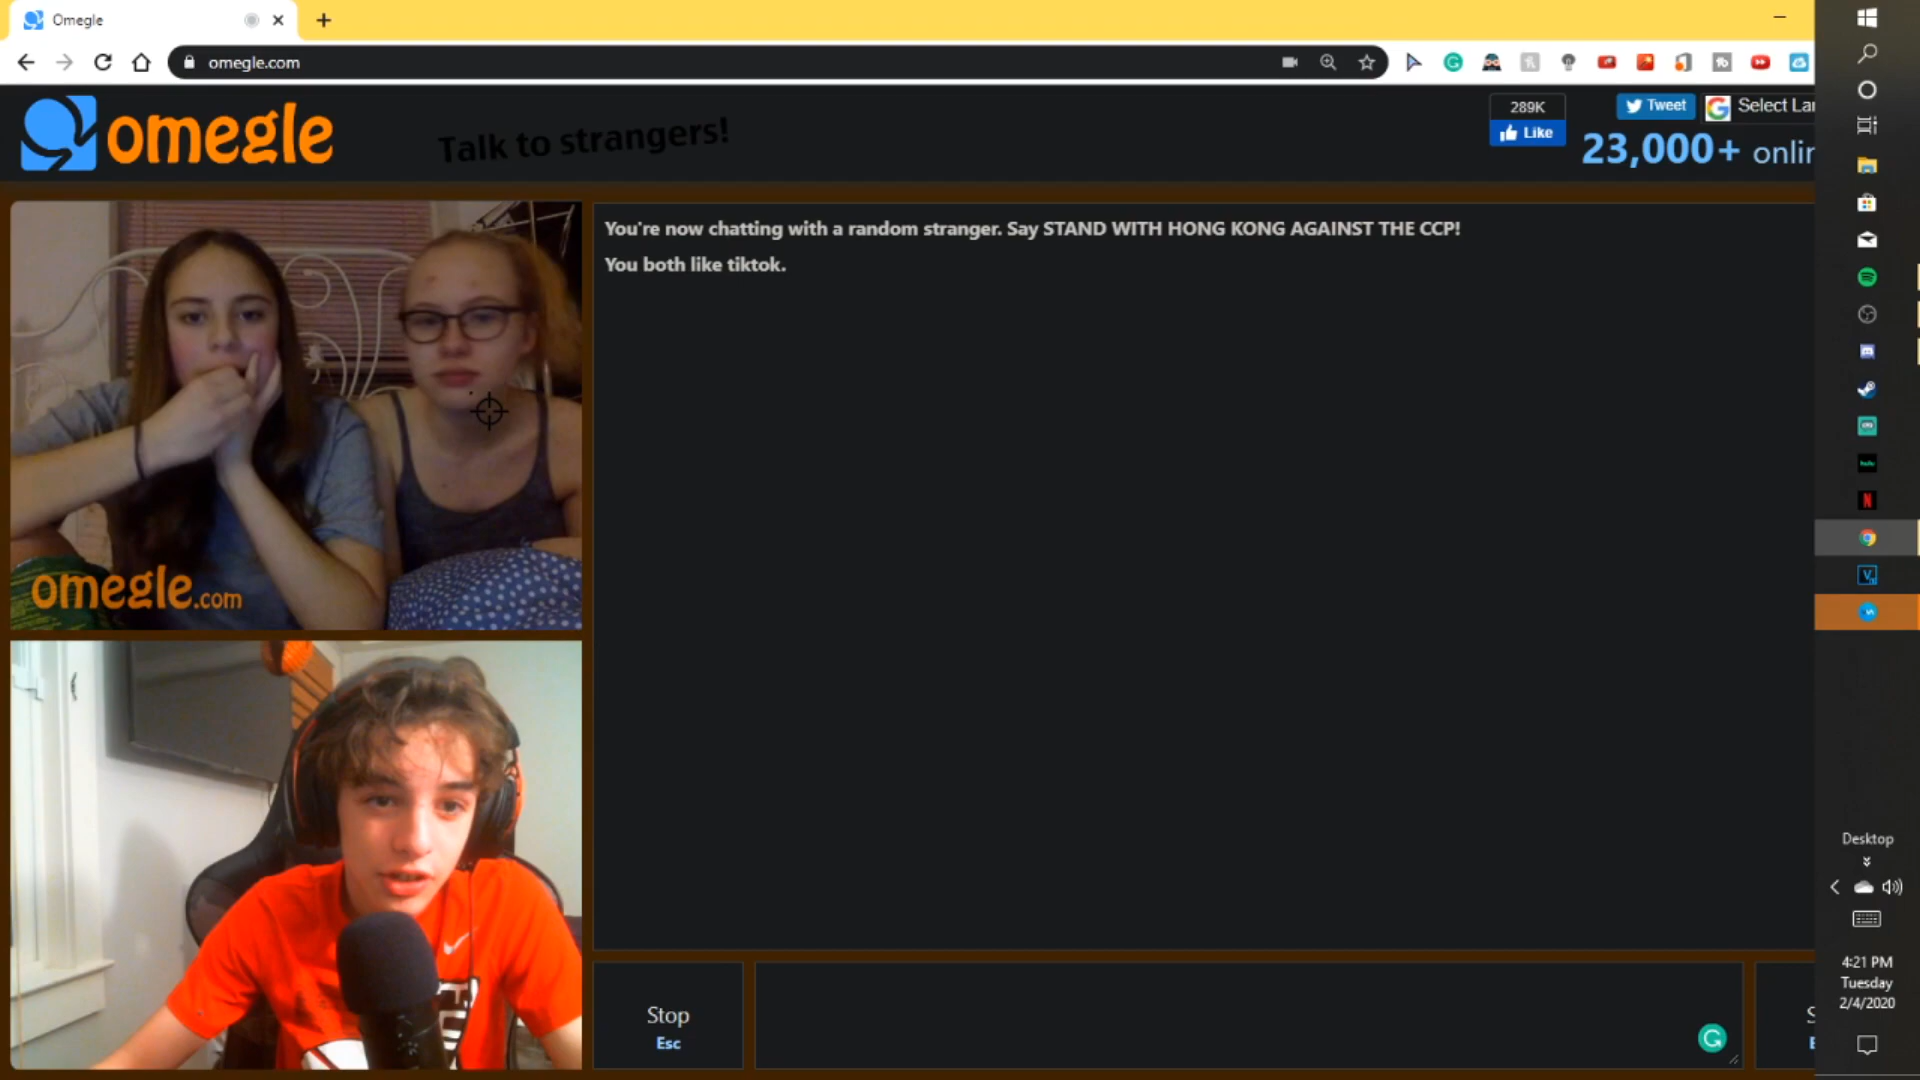 Omegle
omegle.com
omegle
Talk to strangers!
289K
Like
Tweet
Select La
23,000+ onlin
You're now chatting with a random stranger. Say STAND WITH HONG KONG AGAINST THE CCP!
You both like tiktok.
omegle.com
Stop
Esc
Desktop
4:21 PM
Tuesday
2/4/2020